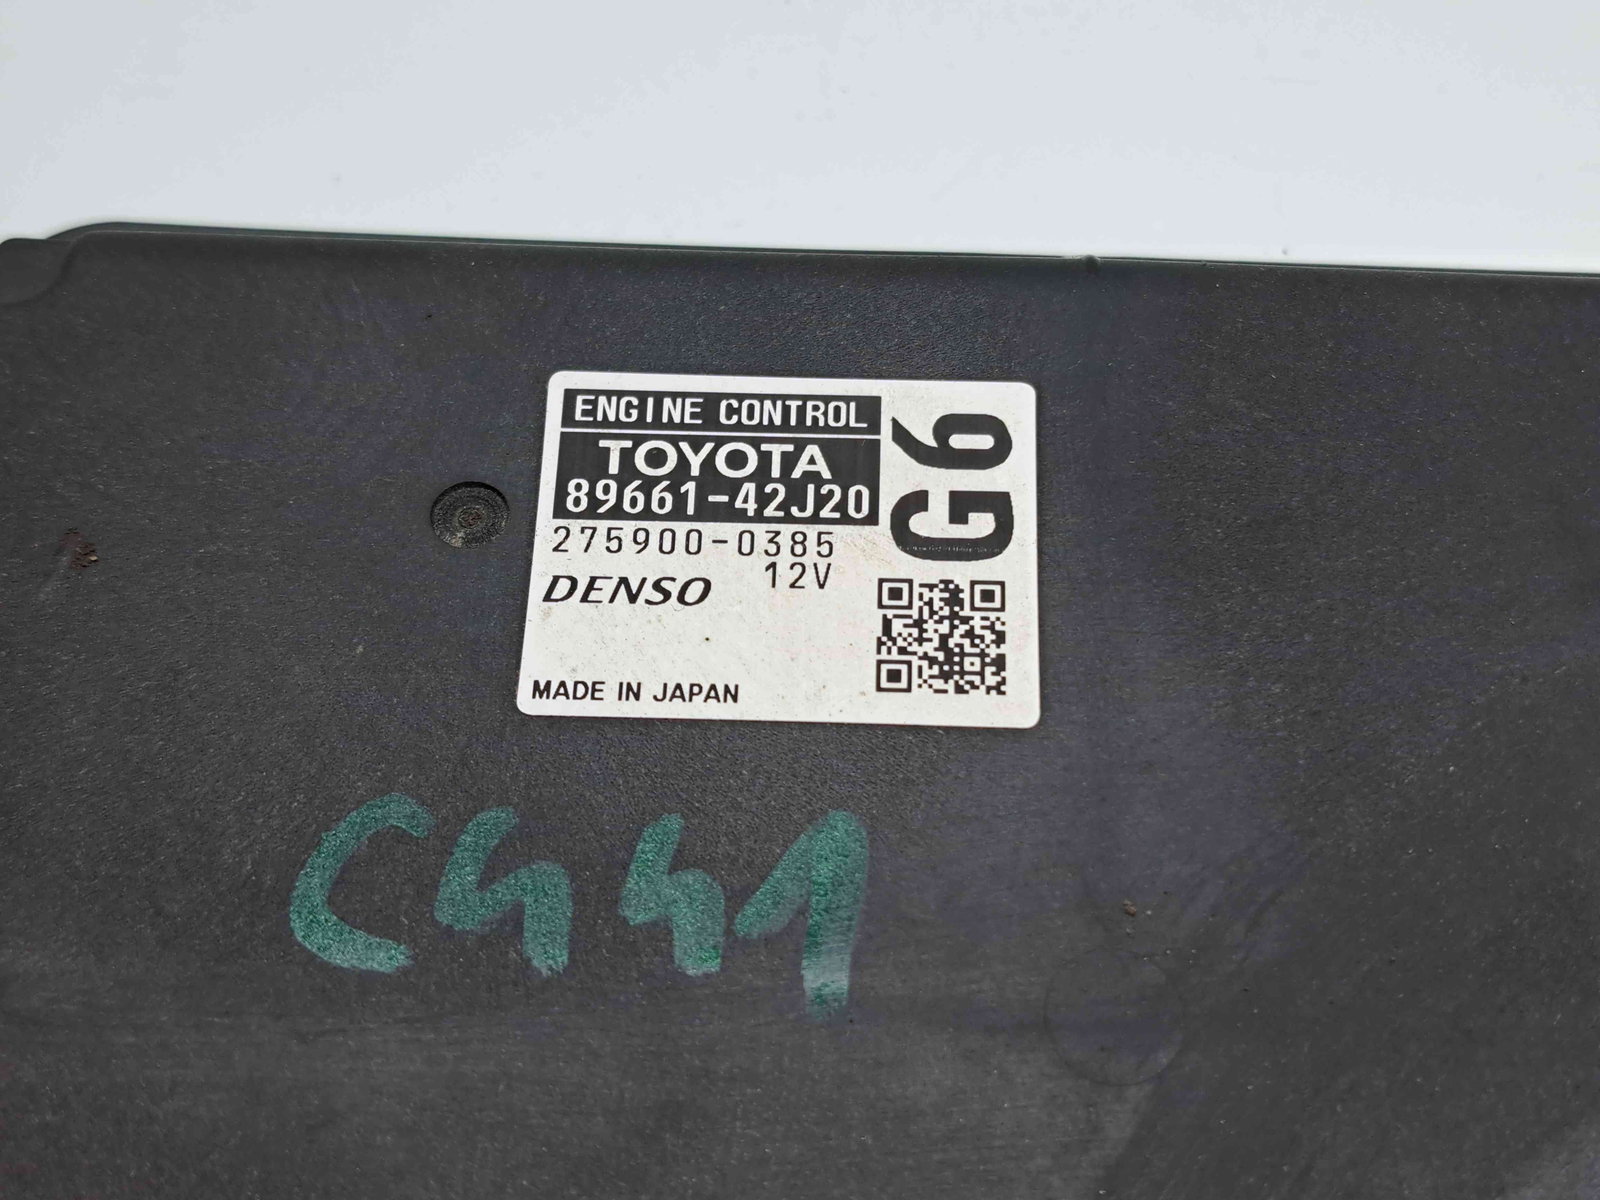 ENGINE CONTROL
TOYOTA
89661-42J20
G6
275900-0385
12V
DENSO
MADE IN JAPAN
C441